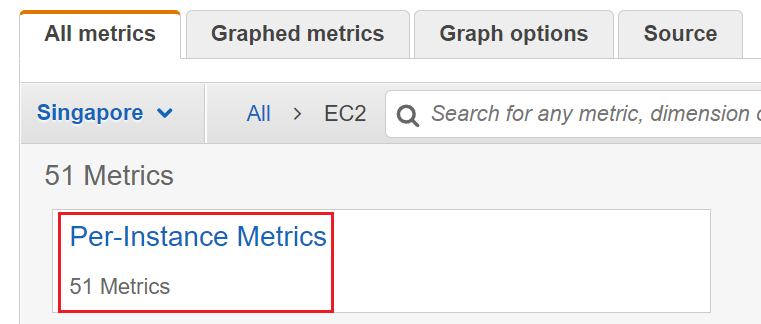 All metrics Graphed metrics Graph options Source
Singapore All > EC2 Search for any metric, dimension
51 Metrics
Per-Instance Metrics
51 Metrics